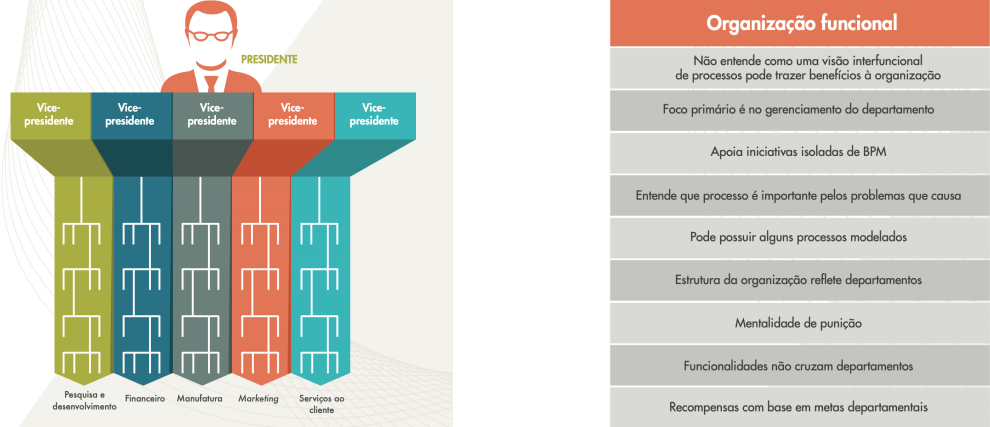 PRESIDENTE
Vice-
presidente
Vice-
presidente
Vice-
presidente
Vice-
presidente
Vice-
presidente
Pesquisa e
desenvolvimento
Financeiro
Manufatura
Marketing
Serviços ao
cliente
Organização funcional
Não entende como uma visão interfuncional
de processos pode trazer benefícios à organização
Foco primário é no gerenciamento do departamento
Apoia iniciativas isoladas de BPM
Entende que processo é importante pelos problemas que causa
Pode possuir alguns processos modelados
Estrutura da organização reflete departamentos
Mentalidade de punição
Funcionalidades não cruzam departamentos
Recompensas com base em metas departamentais